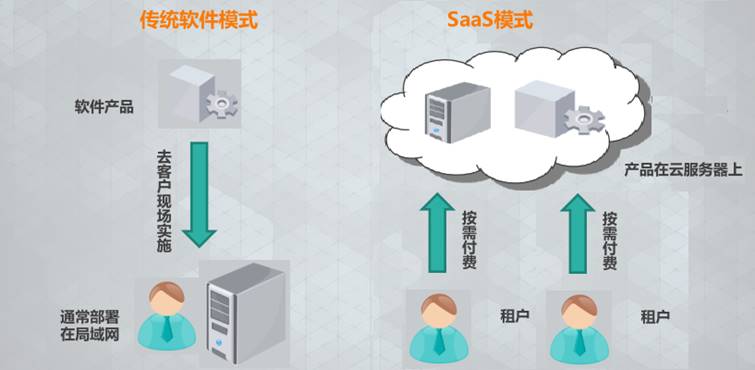 传统软件模式
软件产品
去客户现场实施
通常部署
在局域网
SaaS模式
产品在云服务器上
按需付费
按需付费
租户
租户